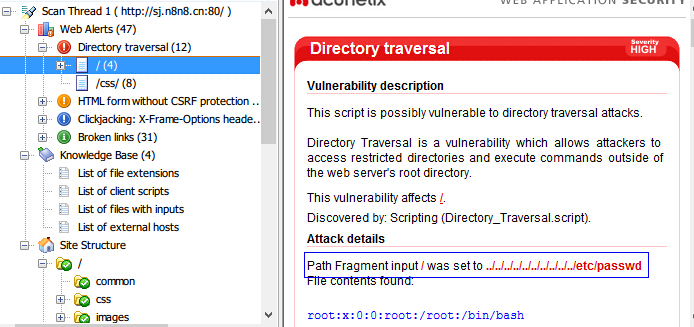 Scan Thread 1 ( http://sj.n8n8.cn:80/ )
Web Alerts (47)
Directory traversal (12)
/ (4)
/css/ (8)
HTML form without CSRF protection ...
Clickjacking: X-Frame-Options heade...
Broken links (31)
Knowledge Base (4)
List of file extensions
List of client scripts
List of files with inputs
List of external hosts
Site Structure
/
common
css
images
acunetix
WEB APPLICATION SECURITY
Directory traversal
Severity
HIGH
Vulnerability description
This script is possibly vulnerable to directory traversal attacks.
Directory Traversal is a vulnerability which allows attackers to
access restricted directories and execute commands outside of
the web server's root directory.
This vulnerability affects /.
Discovered by: Scripting (Directory_Traversal.script).
Attack details
Path Fragment input / was set to ../../../../../../../../../../etc/passwd
File contents found:
root:x:0:0:root:/root:/bin/bash